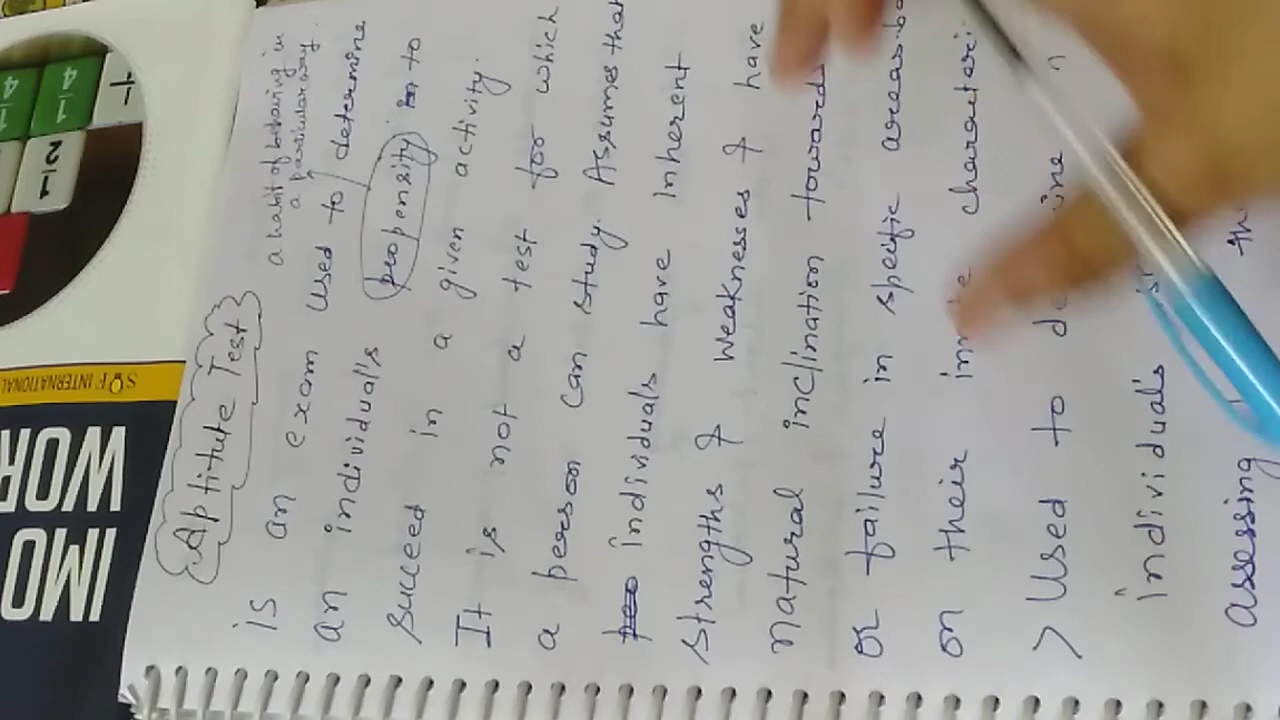 Aptitute Test
a habit of behaving in
a particular way.
is an exam used to determine
an individual's propensity to
succeed in a given activity.
It is not a test for which
a person can study. Assumes that
individuals have inherent
strengths & weaknesses & have
natural inclination towards
or failure in specific areas
on their
> Used to
individual's
assessing
SOF INTERNATIONAL
IMO
WOR